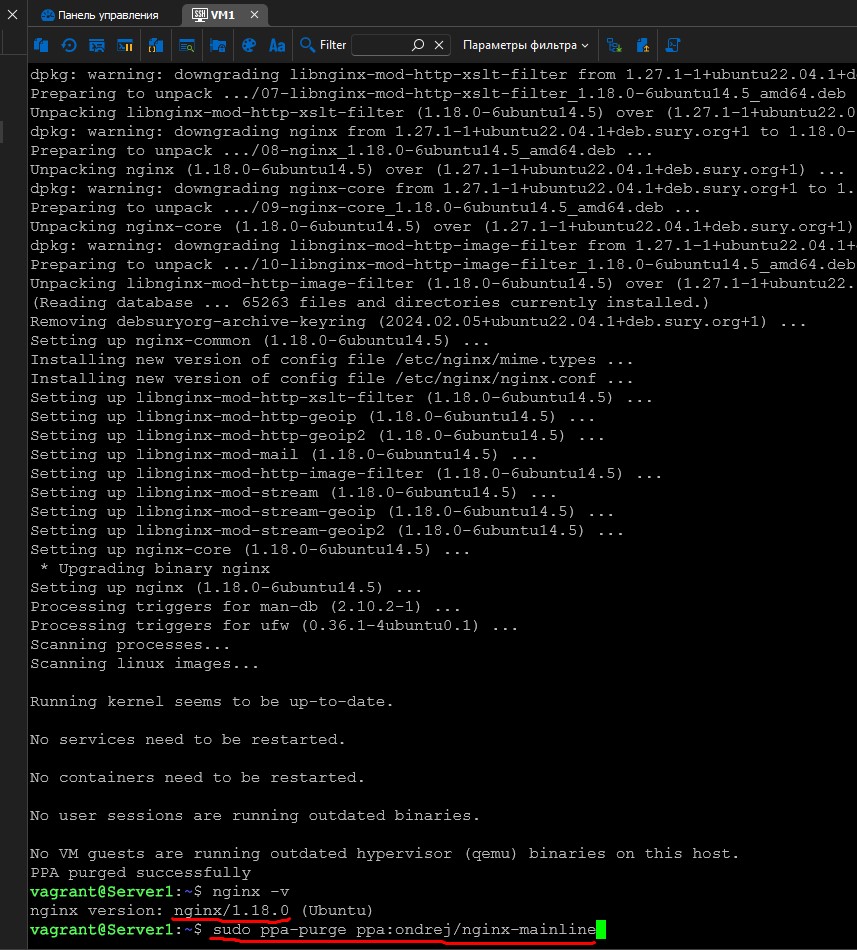 Панель управления
SSH VM1
Filter
Параметры фильтра
dpkg: warning: downgrading libnginx-mod-http-xslt-filter from 1.27.1-1+ubuntu22.04.1+d
Preparing to unpack .../07-libnginx-mod-http-xslt-filter_1.18.0-6ubuntu14.5_amd64.deb
Unpacking libnginx-mod-http-xslt-filter (1.18.0-6ubuntu14.5) over (1.27.1-1+ubuntu22.0
dpkg: warning: downgrading nginx from 1.27.1-1+ubuntu22.04.1+deb.sury.org+1 to 1.18.0-
Preparing to unpack .../08-nginx_1.18.0-6ubuntu14.5_amd64.deb ...
Unpacking nginx (1.18.0-6ubuntu14.5) over (1.27.1-1+ubuntu22.04.1+deb.sury.org+1) ...
dpkg: warning: downgrading nginx-core from 1.27.1-1+ubuntu22.04.1+deb.sury.org+1 to 1.
Preparing to unpack .../09-nginx-core_1.18.0-6ubuntu14.5_amd64.deb ...
Unpacking nginx-core (1.18.0-6ubuntu14.5) over (1.27.1-1+ubuntu22.04.1+deb.sury.org+1)
dpkg: warning: downgrading libnginx-mod-http-image-filter from 1.27.1-1+ubuntu22.04.1+
Preparing to unpack .../10-libnginx-mod-http-image-filter_1.18.0-6ubuntu14.5_amd64.deb
Unpacking libnginx-mod-http-image-filter (1.18.0-6ubuntu14.5) over (1.27.1-1+ubuntu22.
(Reading database ... 65263 files and directories currently installed.)
Removing debsuryorg-archive-keyring (2024.02.05+ubuntu22.04.1+deb.sury.org+1) ...
Setting up nginx-common (1.18.0-6ubuntu14.5) ...
Installing new version of config file /etc/nginx/mime.types ...
Installing new version of config file /etc/nginx/nginx.conf ...
Setting up libnginx-mod-http-xslt-filter (1.18.0-6ubuntu14.5) ...
Setting up libnginx-mod-http-geoip (1.18.0-6ubuntu14.5) ...
Setting up libnginx-mod-http-geoip2 (1.18.0-6ubuntu14.5) ...
Setting up libnginx-mod-mail (1.18.0-6ubuntu14.5) ...
Setting up libnginx-mod-http-image-filter (1.18.0-6ubuntu14.5) ...
Setting up libnginx-mod-stream (1.18.0-6ubuntu14.5) ...
Setting up libnginx-mod-stream-geoip (1.18.0-6ubuntu14.5) ...
Setting up libnginx-mod-stream-geoip2 (1.18.0-6ubuntu14.5) ...
Setting up nginx-core (1.18.0-6ubuntu14.5) ...
 * Upgrading binary nginx
Setting up nginx (1.18.0-6ubuntu14.5) ...
Processing triggers for man-db (2.10.2-1) ...
Processing triggers for ufw (0.36.1-4ubuntu0.1) ...
Scanning processes...
Scanning linux images...
Running kernel seems to be up-to-date.
No services need to be restarted.
No containers need to be restarted.
No user sessions are running outdated binaries.
No VM guests are running outdated hypervisor (qemu) binaries on this host.
PPA purged successfully
vagrant@Server1:~$ nginx -v
nginx version: nginx/1.18.0 (Ubuntu)
vagrant@Server1:~$ sudo ppa-purge ppa:ondrej/nginx-mainline